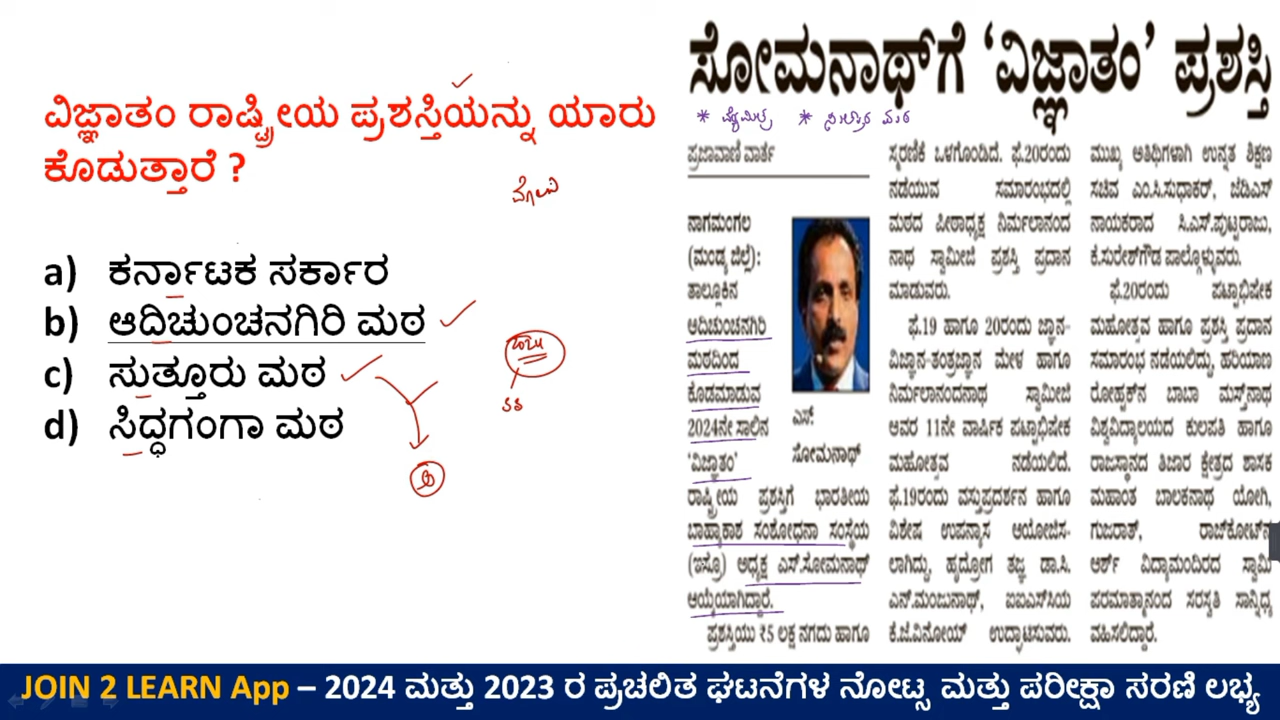 ವಿಜ್ಞಾತಂ ರಾಷ್ಟ್ರೀಯ ಪ್ರಶಸ್ತಿಯನ್ನು ಯಾರು
ಕೊಡುತ್ತಾರೆ ?
a) ಕರ್ನಾಟಕ ಸರ್ಕಾರ
b) ಆದಿಚುಂಚನಗಿರಿ ಮಠ
c) ಸುತ್ತೂರು ಮಠ
d) ಸಿದ್ಧಗಂಗಾ ಮಠ
ಸೋಮನಾಥ್‌ಗೆ ‘ವಿಜ್ಞಾತಂ’ ಪ್ರಶಸ್ತಿ
ಪ್ರಜಾವಾಣಿ ವಾರ್ತೆ
ನಾಗಮಂಗಲ
(ಮಂಡ್ಯ ಜಿಲ್ಲೆ):
ತಾಲ್ಲೂಕಿನ
ಆದಿಚುಂಚನಗಿರಿ
ಮಠದಿಂದ
ಕೊಡಮಾಡುವ
2024ನೇ ಸಾಲಿನ
‘ವಿಜ್ಞಾತಂ’
ರಾಷ್ಟ್ರೀಯ ಪ್ರಶಸ್ತಿಗೆ ಭಾರತೀಯ
ಬಾಹ್ಯಾಕಾಶ ಸಂಶೋಧನಾ ಸಂಸ್ಥೆಯ
(ಇಸ್ರೊ) ಅಧ್ಯಕ್ಷ ಎಸ್.ಸೋಮನಾಥ್
ಆಯ್ಕೆಯಾಗಿದ್ದಾರೆ.
ಪ್ರಶಸ್ತಿಯು ₹5 ಲಕ್ಷ ನಗದು ಹಾಗೂ
ಎಸ್.
ಸೋಮನಾಥ್
ಸ್ಮರಣಿಕೆ ಒಳಗೊಂಡಿದೆ. ಫೆ.20ರಂದು
ನಡೆಯುವ ಸಮಾರಂಭದಲ್ಲಿ
ಮಠದ ಪೀಠಾಧ್ಯಕ್ಷ ನಿರ್ಮಲಾನಂದ
ನಾಥ ಸ್ವಾಮೀಜಿ ಪ್ರಶಸ್ತಿ ಪ್ರದಾನ
ಮಾಡುವರು.
ಫೆ.19 ಹಾಗೂ 20ರಂದು ಜ್ಞಾನ-
ವಿಜ್ಞಾನ-ತಂತ್ರಜ್ಞಾನ ಮೇಳ ಹಾಗೂ
ನಿರ್ಮಲಾನಂದನಾಥ ಸ್ವಾಮೀಜಿ
ಅವರ 11ನೇ ವಾರ್ಷಿಕ ಪಟ್ಟಾಭಿಷೇಕ
ಮಹೋತ್ಸವ ನಡೆಯಲಿದೆ.
ಫೆ.19ರಂದು ವಸ್ತುಪ್ರದರ್ಶನ ಹಾಗೂ
ವಿಶೇಷ ಉಪನ್ಯಾಸ ಆಯೋಜಿಸ-
ಲಾಗಿದ್ದು, ಹೃದ್ರೋಗ ತಜ್ಞ ಡಾ.ಸಿ.
ಎನ್.ಮಂಜುನಾಥ್, ಐಐಎಸ್‌ಸಿಯ
ಕೆ.ಜೆ.ವಿನೋಯ್ ಉದ್ಘಾಟಿಸುವರು.
ಮುಖ್ಯ ಅತಿಥಿಗಳಾಗಿ ಉನ್ನತ ಶಿಕ್ಷಣ
ಸಚಿವ ಎಂ.ಸಿ.ಸುಧಾಕರ್, ಜೆಡಿಎಸ್
ನಾಯಕರಾದ ಸಿ.ಎಸ್.ಪುಟ್ಟರಾಜು,
ಕೆ.ಸುರೇಶ್‌ಗೌಡ ಪಾಲ್ಗೊಳ್ಳುವರು.
ಫೆ.20ರಂದು ಪಟ್ಟಾಭಿಷೇಕ
ಮಹೋತ್ಸವ ಹಾಗೂ ಪ್ರಶಸ್ತಿ ಪ್ರದಾನ
ಸಮಾರಂಭ ನಡೆಯಲಿದ್ದು, ಹರಿಯಾಣ
ರೋಹ್ಟಕ್‌ನ ಬಾಬಾ ಮಸ್ತ್‌ನಾಥ
ವಿಶ್ವವಿದ್ಯಾಲಯದ ಕುಲಪತಿ ಹಾಗೂ
ರಾಜಸ್ಥಾನದ ತಿಜಾರ ಕ್ಷೇತ್ರದ ಶಾಸಕ
ಮಹಾಂತ ಬಾಲಕನಾಥ ಯೋಗಿ,
ಗುಜರಾತ್, ರಾಜ್‌ಕೋಟ್‌ನ
ಆರ್ಶ್ ವಿದ್ಯಾಮಂದಿರದ ಸ್ವಾಮಿ
ಪರಮಾತ್ಮಾನಂದ ಸರಸ್ವತಿ ಸಾನ್ನಿಧ್ಯ
ವಹಿಸಲಿದ್ದಾರೆ.
JOIN 2 LEARN App – 2024 ಮತ್ತು 2023 ರ ಪ್ರಚಲಿತ ಘಟನೆಗಳ ನೋಟ್ಸ ಮತ್ತು ಪರೀಕ್ಷಾ ಸರಣಿ ಲಭ್ಯ